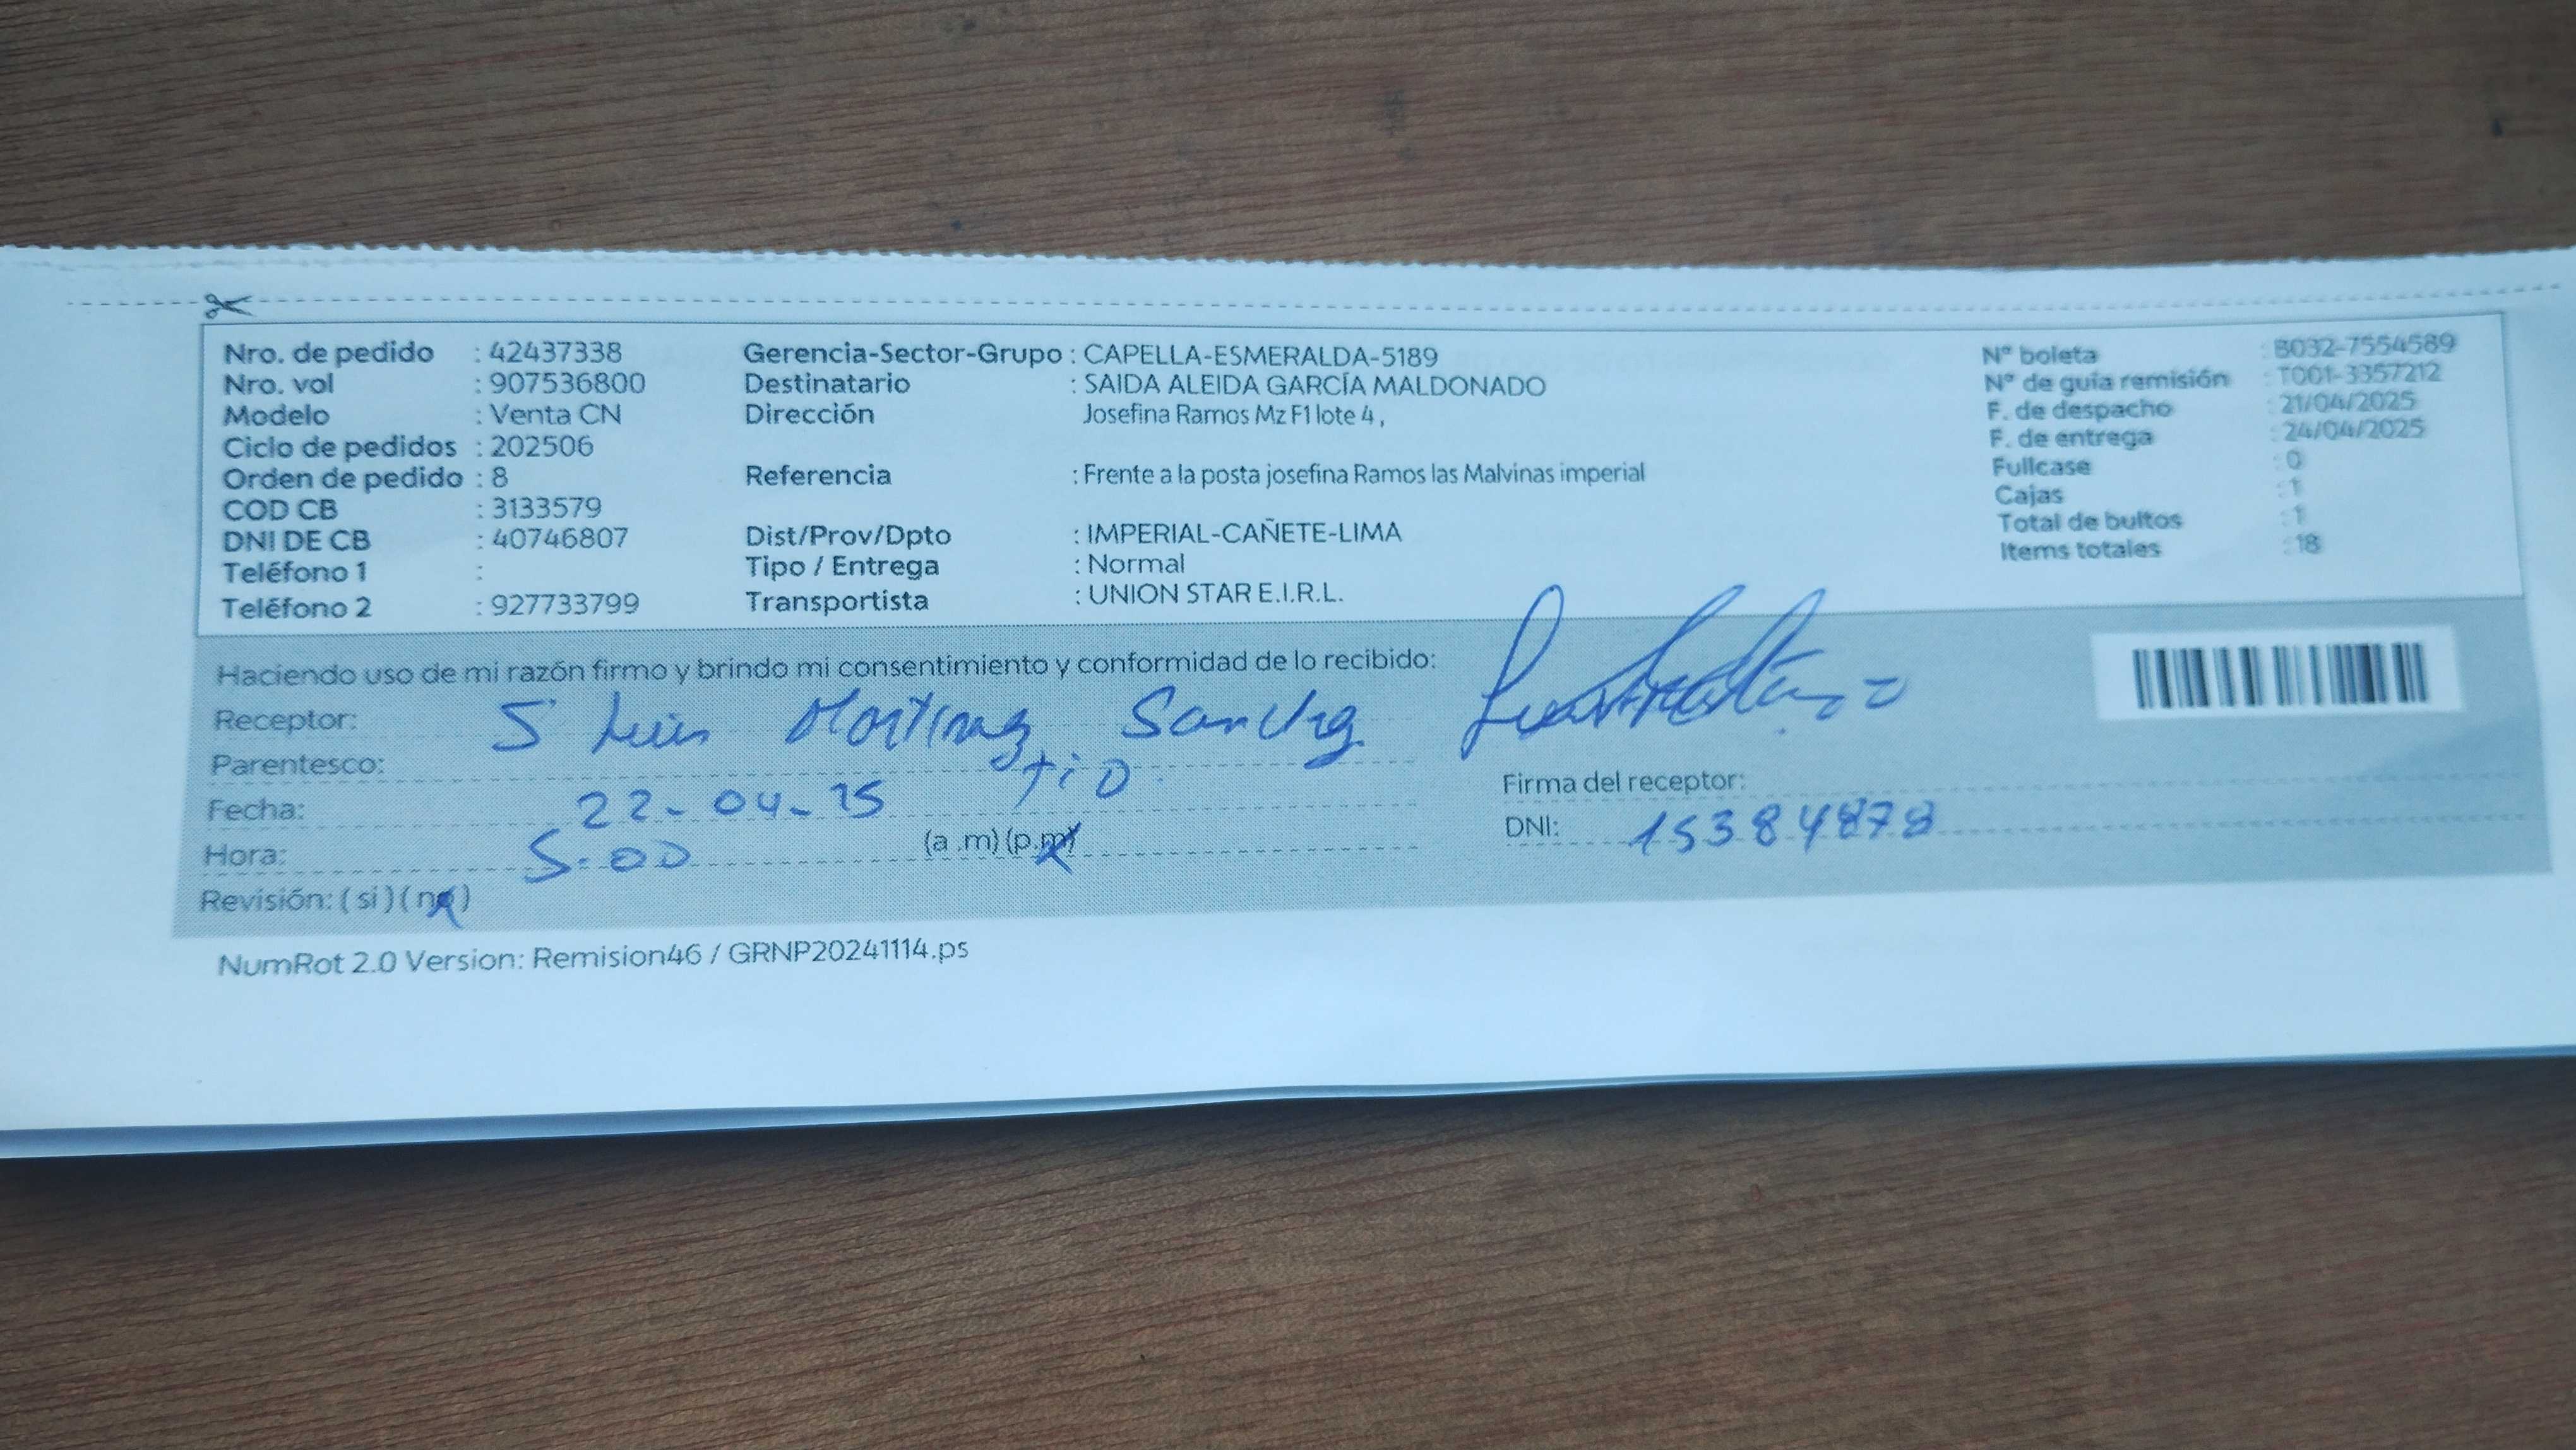 Nro. de pedido : 42437338
Nro. vol : 907536800
Modelo : Venta CN
Ciclo de pedidos : 202506
Orden de pedido : 8
COD CB : 3133579
DNI DE CB : 40746807
Teléfono 1 :
Teléfono 2 : 927733799
Gerencia-Sector-Grupo : CAPELLA-ESMERALDA-5189
Destinatario : SAIDA ALEIDA GARCÍA MALDONADO
Dirección Josefina Ramos Mz F1 lote 4 ,
Referencia : Frente a la posta josefina Ramos las Malvinas imperial
Dist/Prov/Dpto : IMPERIAL-CAÑETE-LIMA
Tipo / Entrega : Normal
Transportista : UNION STAR E.I.R.L.
N° boleta : B032-7554589
N° de guía remisión : T001-3357212
F. de despacho : 21/04/2025
F. de entrega : 24/04/2025
Fullcase : 0
Cajas : 1
Total de bultos : 1
Items totales : 18
Haciendo uso de mi razón firmo y brindo mi consentimiento y conformidad de lo recibido:
Receptor: Luis Martinez Sanchez
Parentesco: Tio
Fecha: 22-04-25
Hora: 5:00 (a .m) (p.m)
Revisión: ( si ) ( no )
Firma del receptor:
DNI: 15384878
NumRot 2.0 Version: Remision46 / GRNP20241114.ps